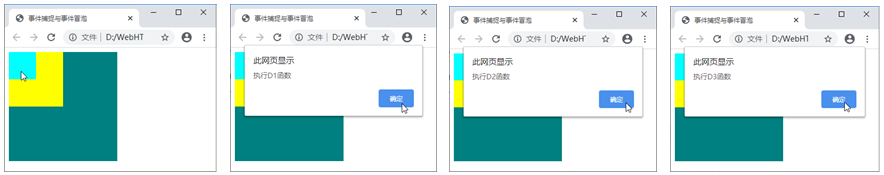 事件捕捉与事件冒泡
文件 | D:/WebHT
事件捕捉与事件冒泡
文件 | D:/WebHT
此网页显示
执行D1函数
确定
事件捕捉与事件冒泡
文件 | D:/WebHT
此网页显示
执行D2函数
确定
事件捕捉与事件冒泡
文件 | D:/WebHT
此网页显示
执行D3函数
确定